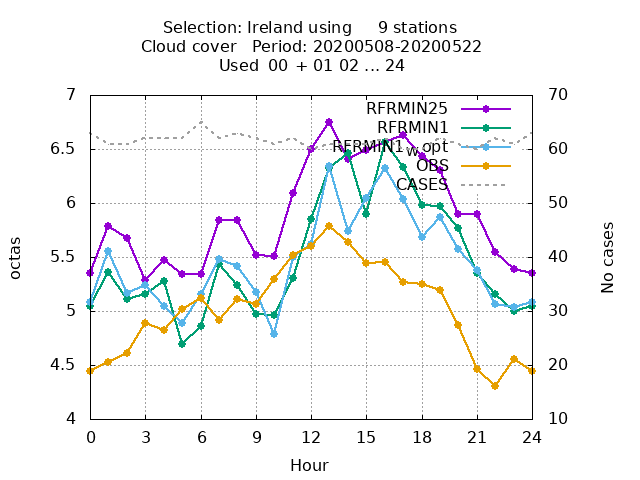 Selection: Ireland using 9 stations
Cloud cover Period: 20200508-20200522
Used 00 + 01 02 ... 24
7 70
RFRMIN25
RFRMIN1
6.5 RFRMIN1_w_opt 60
OBS
CASES
6 50
5.5 40
octas No cases
5 30
4.5 20
4 10
0 3 6 9 12 15 18 21 24
Hour